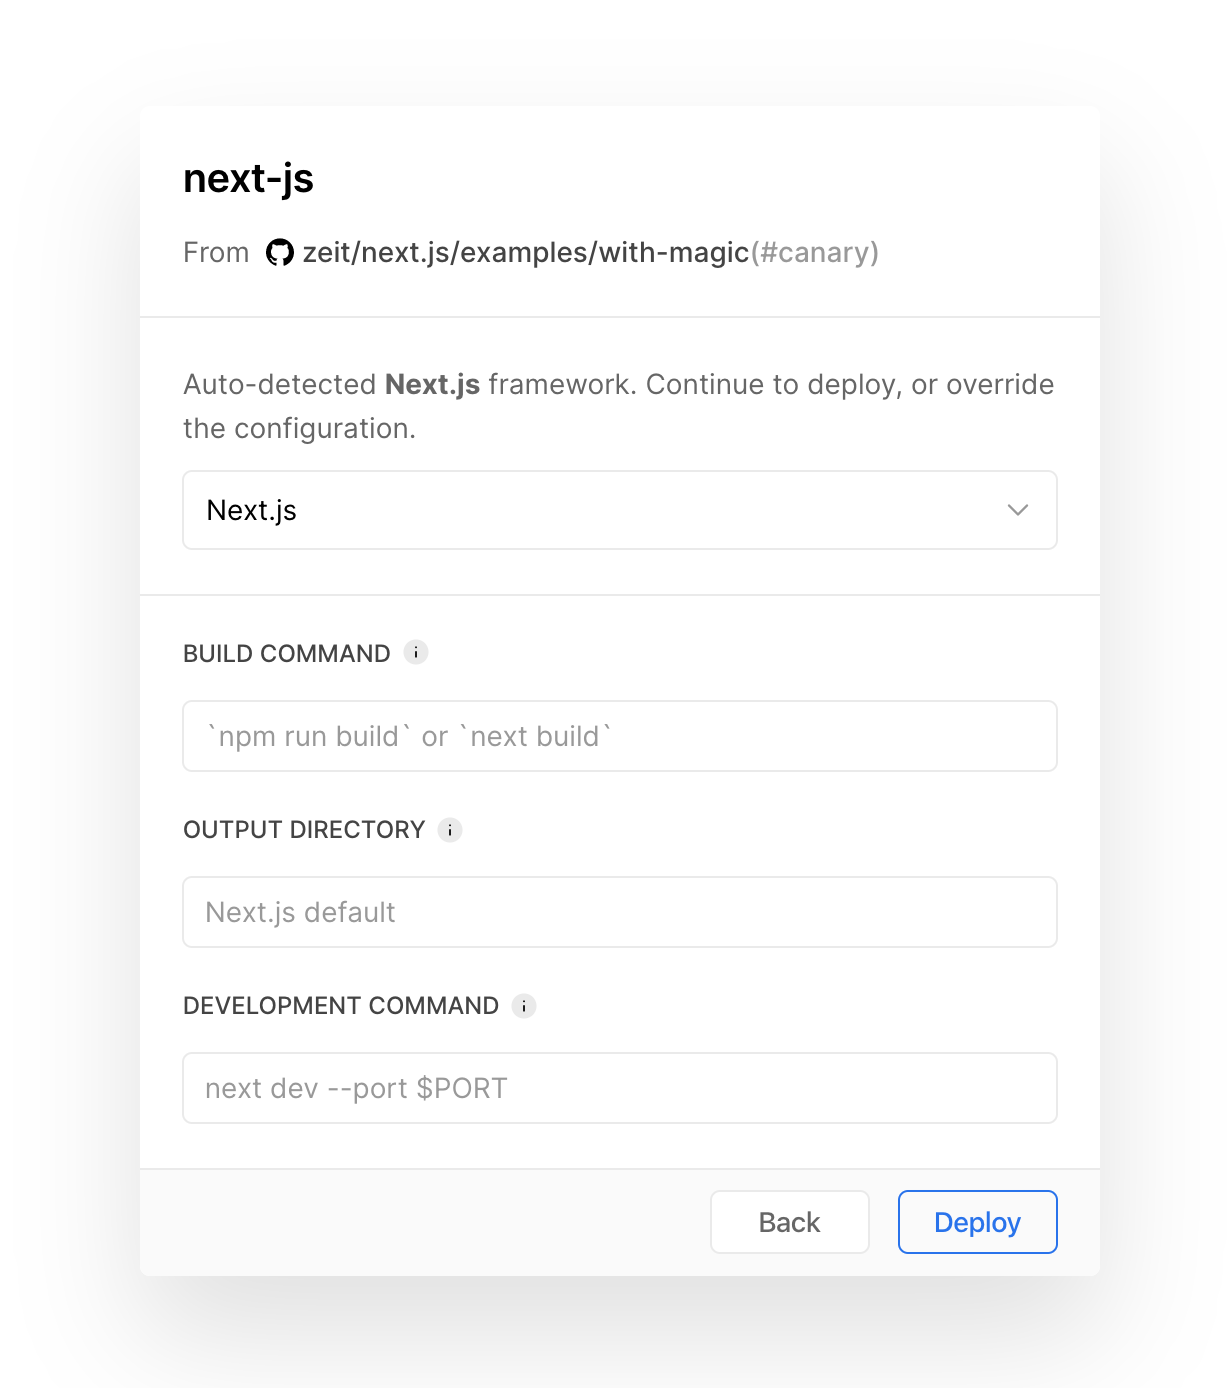 next-js
From zeit/next.js/examples/with-magic(#canary)
Auto-detected Next.js framework. Continue to deploy, or override
the configuration.
Next.js
BUILD COMMAND i
`npm run build` or `next build`
OUTPUT DIRECTORY i
Next.js default
DEVELOPMENT COMMAND i
next dev --port $PORT
Back Deploy